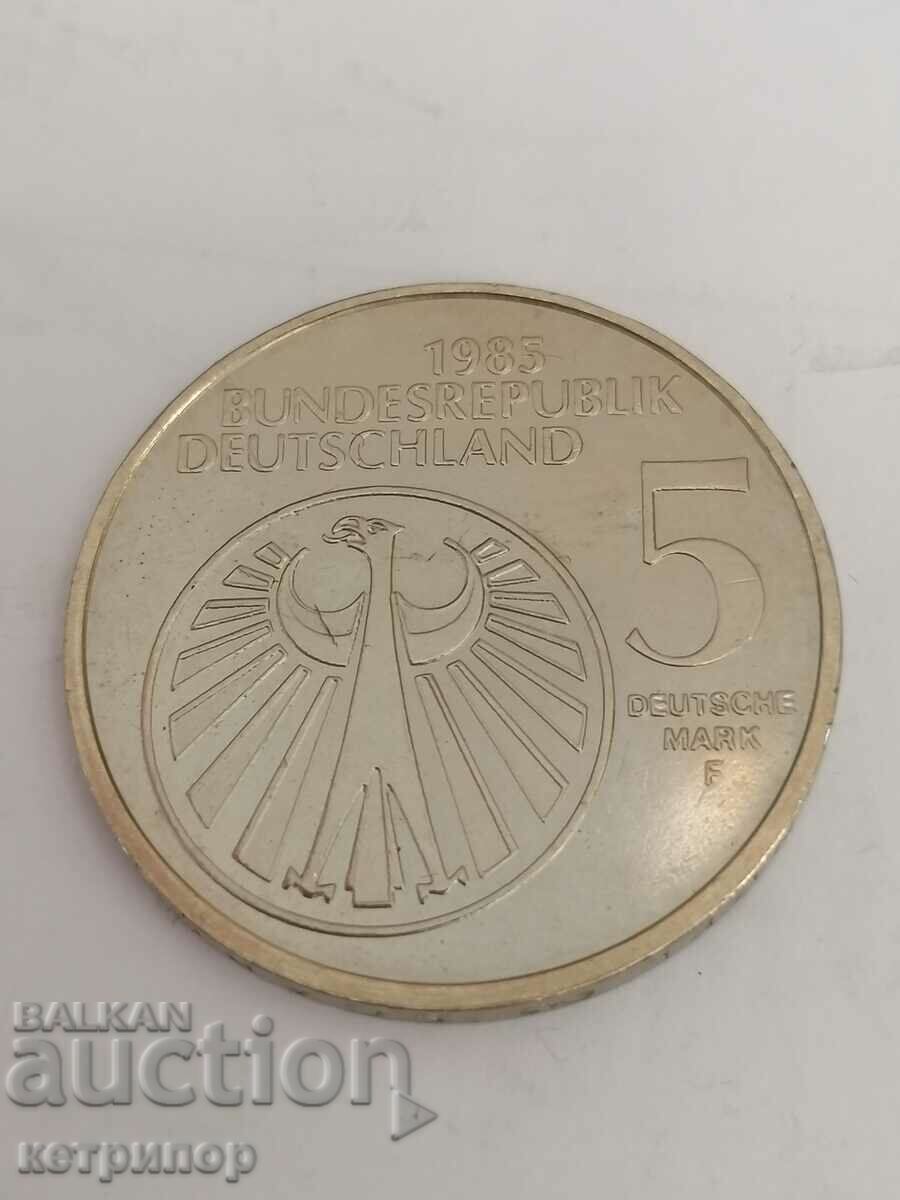 1985
BUNDESREPUBLIK
DEUTSCHLAND
5
DEUTSCHE
MARK
F
BALKAN
auction
кетрипор